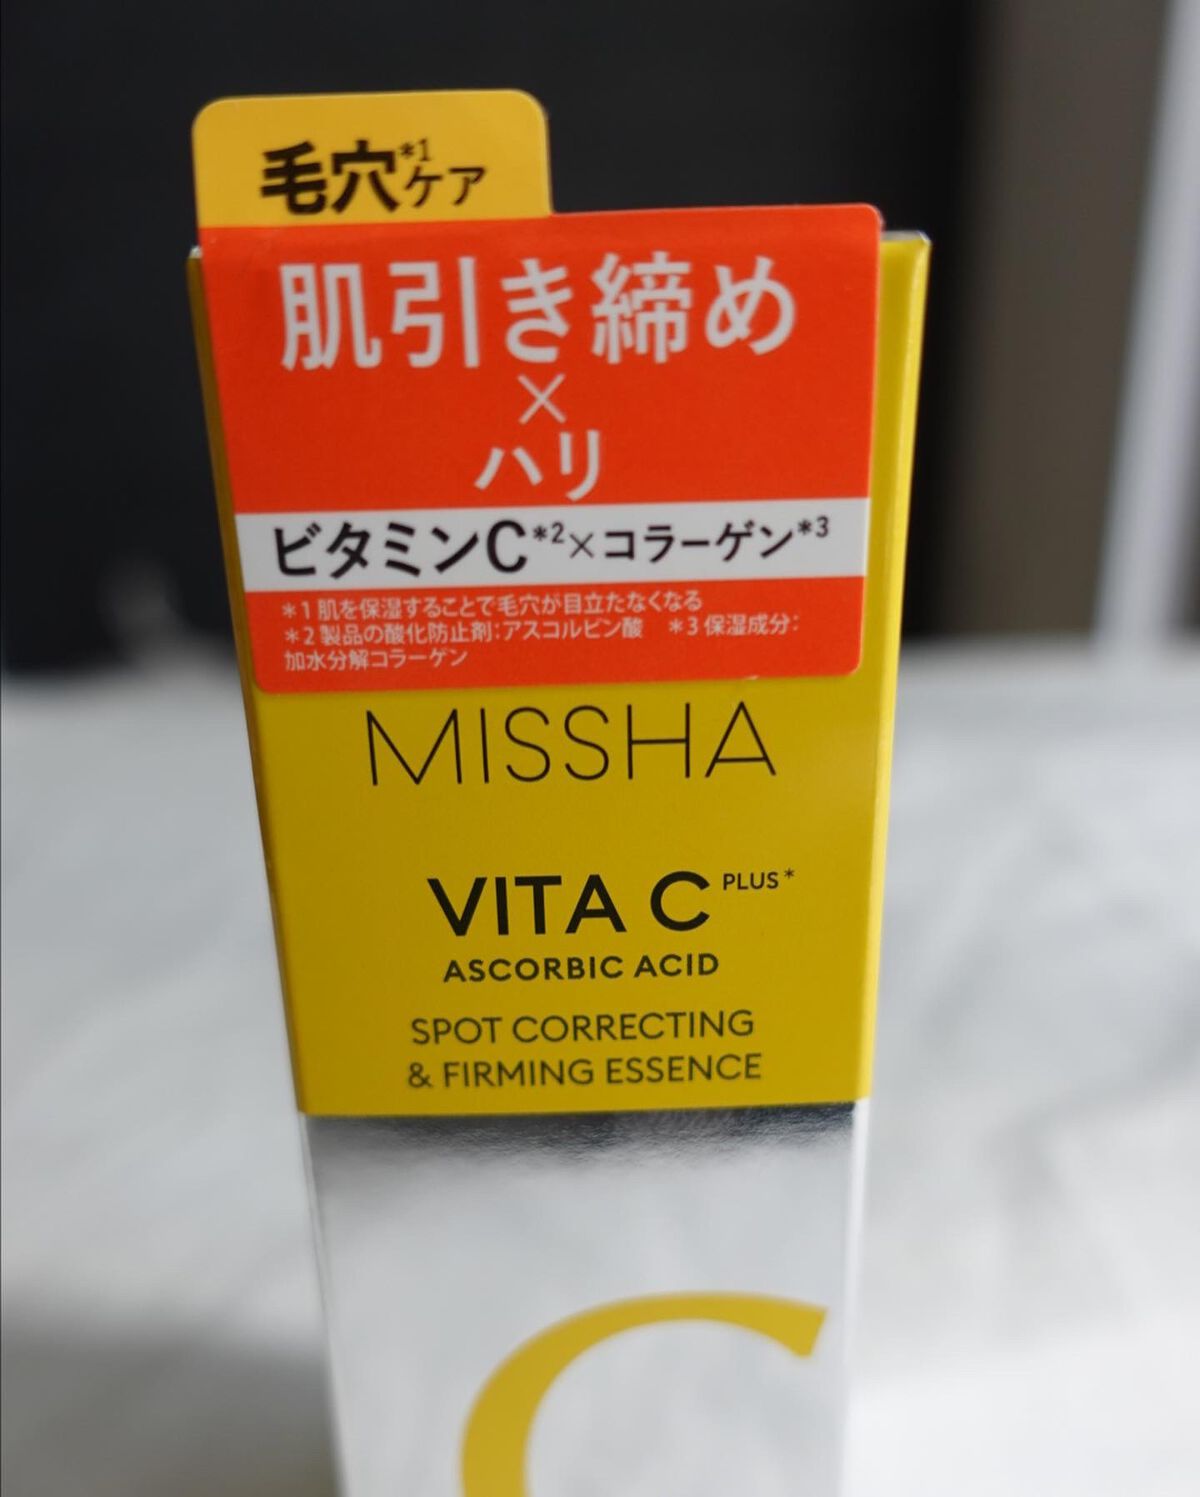 毛穴*1ケア
肌引き締め
×
ハリ
ビタミンC*2×コラーゲン*3
*1 肌を保湿することで毛穴が目立たなくなる
*2 製品の酸化防止剤:アスコルビン酸 *3 保湿成分:
加水分解コラーゲン
MISSHA
VITA C PLUS*
ASCORBIC ACID
SPOT CORRECTING
& FIRMING ESSENCE
C